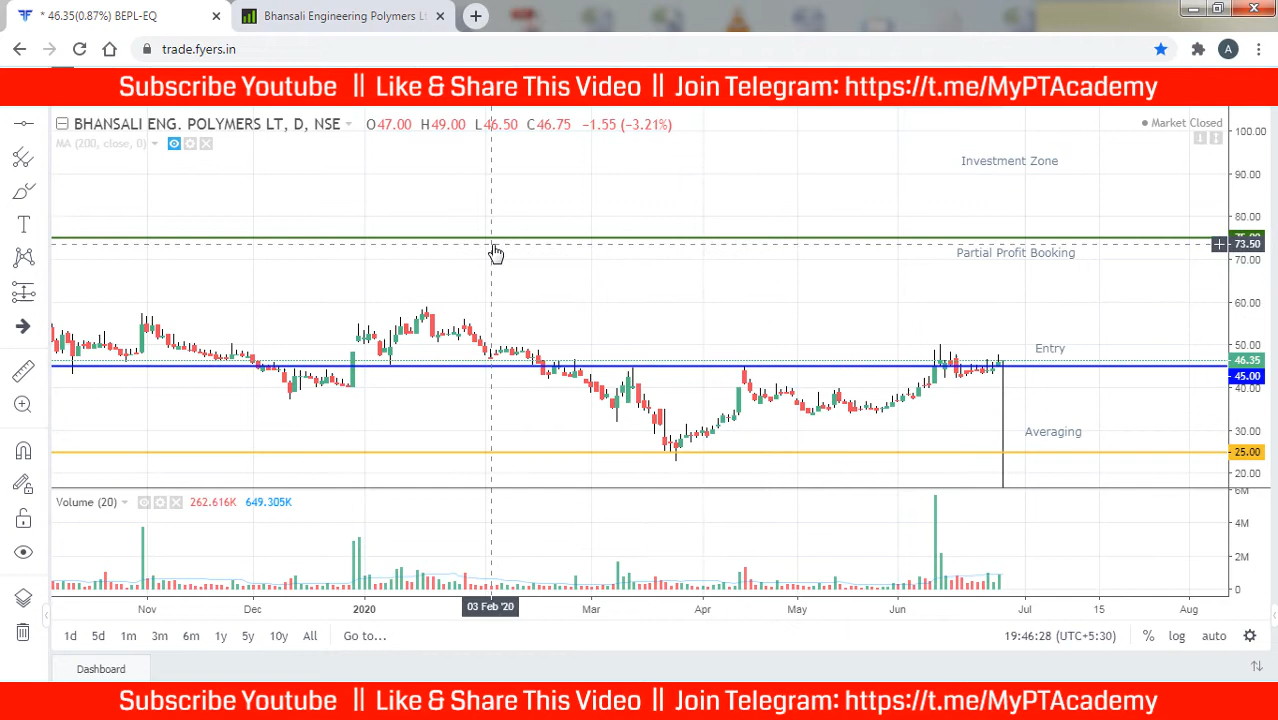 * 46.35(0.87%) BEPL-EQ
Bhansali Engineering Polymers Lt
trade.fyers.in
A
Subscribe Youtube || Like & Share This Video || Join Telegram: https://t.me/MyPTAcademy
BHANSALI ENG. POLYMERS LT, D, NSE O47.00 H49.00 L46.50 C46.75 −1.55 (−3.21%)
Market Closed
MA (200, close, 0)
100.00
Investment Zone
90.00
80.00
75.00
73.50
Partial Profit Booking
70.00
60.00
50.00
Entry
46.35
45.00
40.00
30.00
Averaging
25.00
20.00
Volume (20) 262.616K 649.305K
6M
4M
2M
0
Nov Dec 2020 03 Feb '20 Mar Apr May Jun Jul 15 Aug
1d 5d 1m 3m 6m 1y 5y 10y All Go to... 19:46:28 (UTC+5:30) % log auto
Dashboard
Subscribe Youtube || Like & Share This Video || Join Telegram: https://t.me/MyPTAcademy